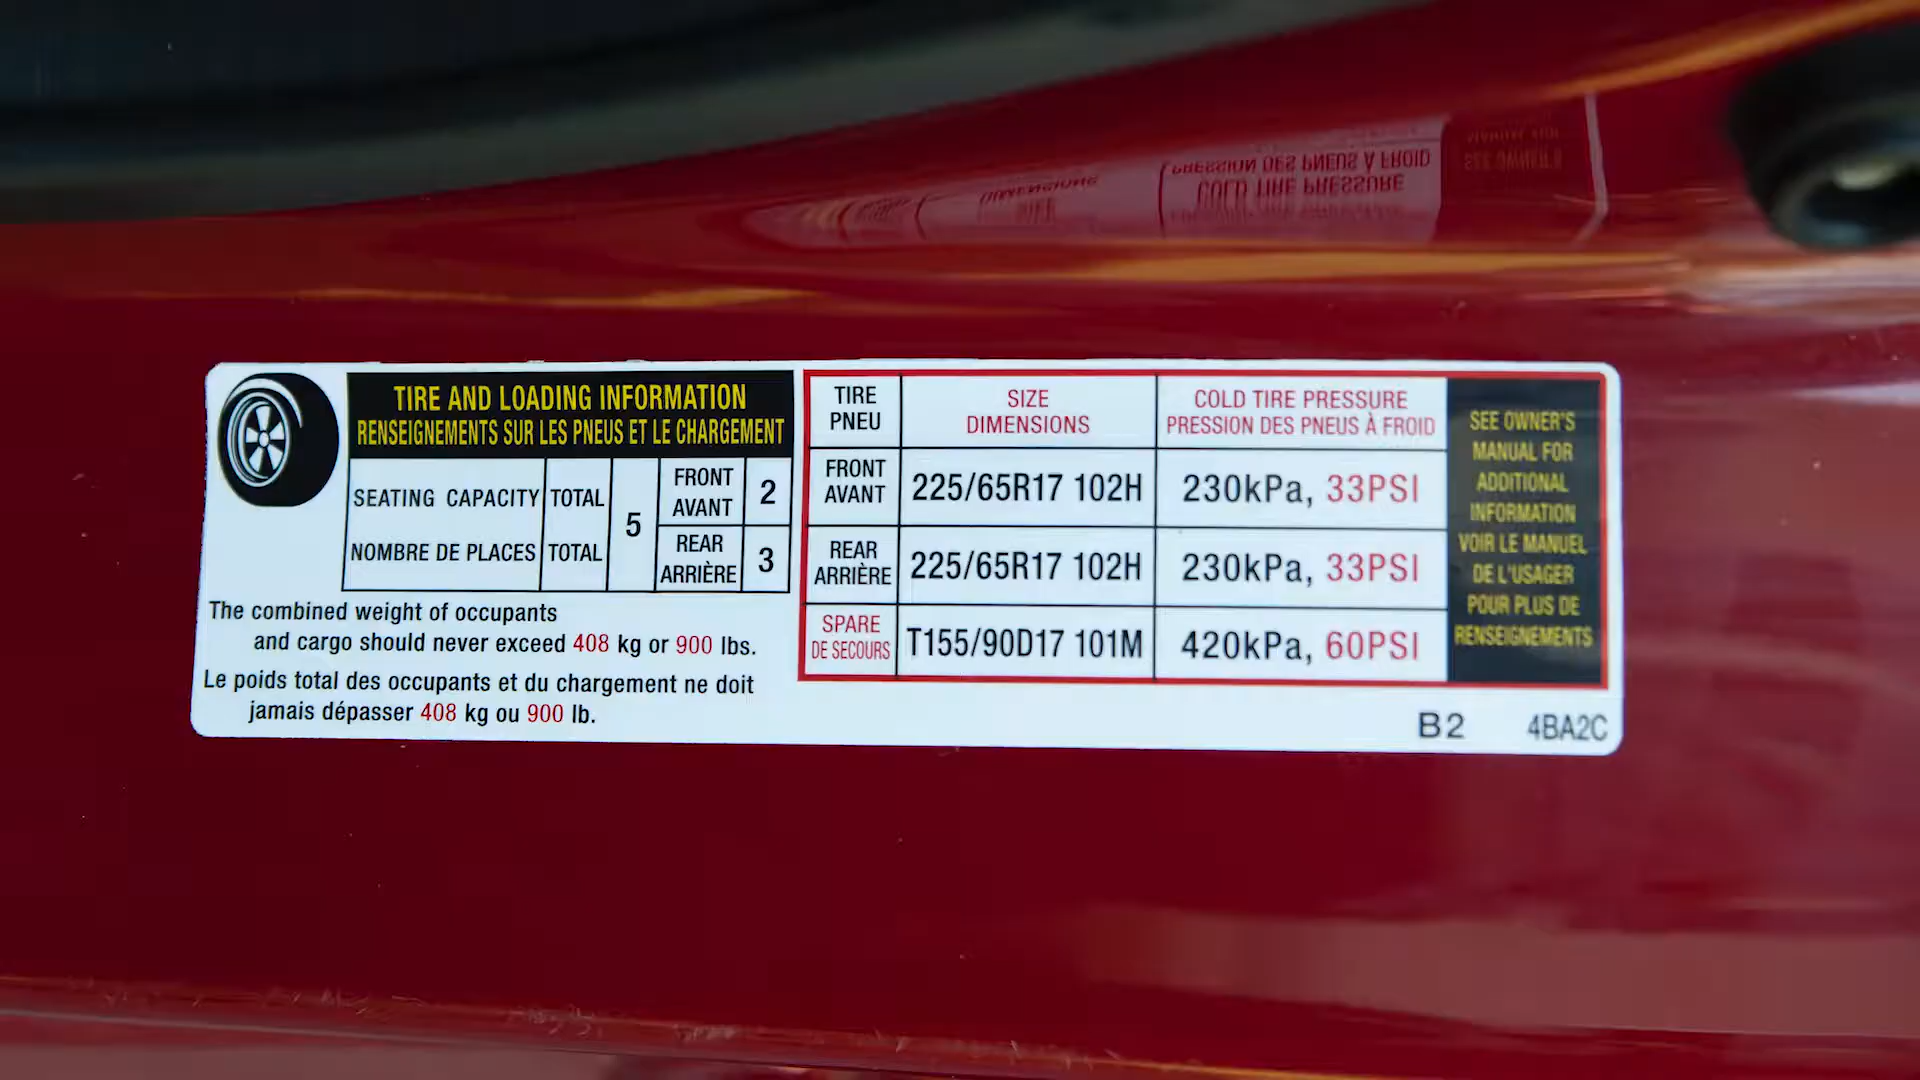 TIRE AND LOADING INFORMATION
RENSEIGNEMENTS SUR LES PNEUS ET LE CHARGEMENT
SEATING CAPACITY TOTAL
NOMBRE DE PLACES TOTAL
5
FRONT
AVANT
2
REAR
ARRIÈRE
3
The combined weight of occupants
and cargo should never exceed 408 kg or 900 lbs.
Le poids total des occupants et du chargement ne doit
jamais dépasser 408 kg ou 900 lb.
TIRE
PNEU
SIZE
DIMENSIONS
COLD TIRE PRESSURE
PRESSION DES PNEUS À FROID
FRONT
AVANT
225/65R17 102H
230kPa, 33PSI
REAR
ARRIÈRE
225/65R17 102H
230kPa, 33PSI
SPARE
DE SECOURS
T155/90D17 101M
420kPa, 60PSI
SEE OWNER'S
MANUAL FOR
ADDITIONAL
INFORMATION
VOIR LE MANUEL
DE L'USAGER
POUR PLUS DE
RENSEIGNEMENTS
B2 4BA2C